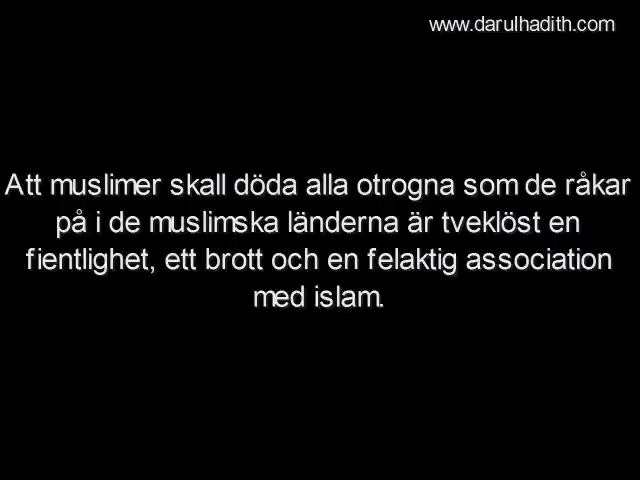 www.darulhadith.com
Att muslimer skall döda alla otrogna som de råkar
på i de muslimska länderna är tveklöst en
fientlighet, ett brott och en felaktig association
med islam.